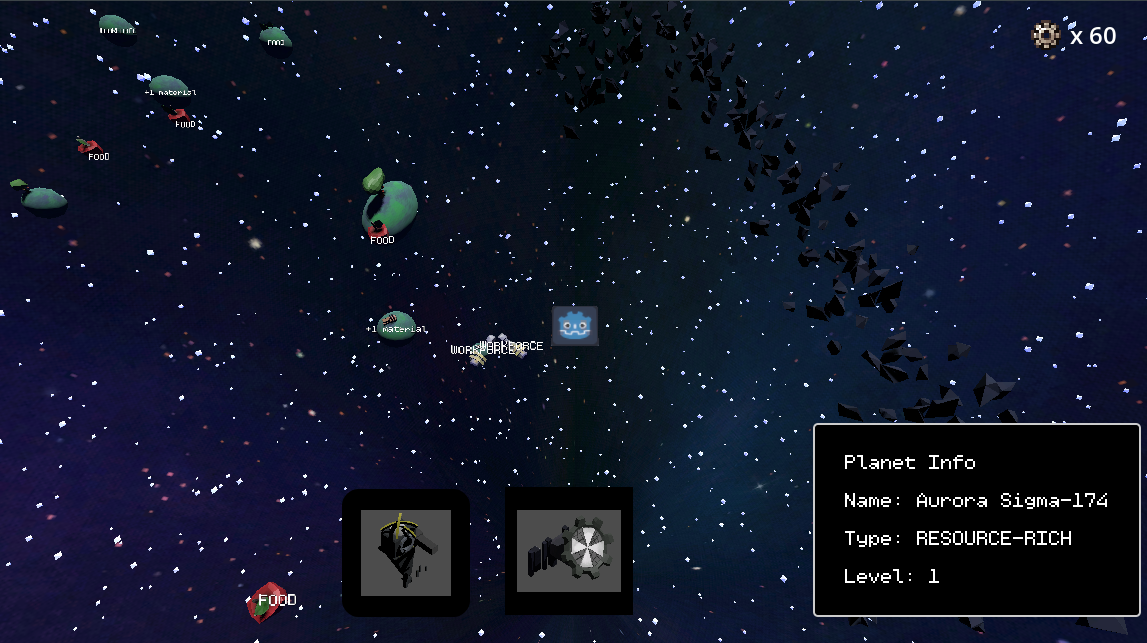 x 60
FOOD
+1 material
FOOD
FOOD
FOOD
+1 material
WORKFORCE
WORKFORCE
Planet Info
Name: Aurora Sigma-174
Type: RESOURCE-RICH
Level: 1
FOOD